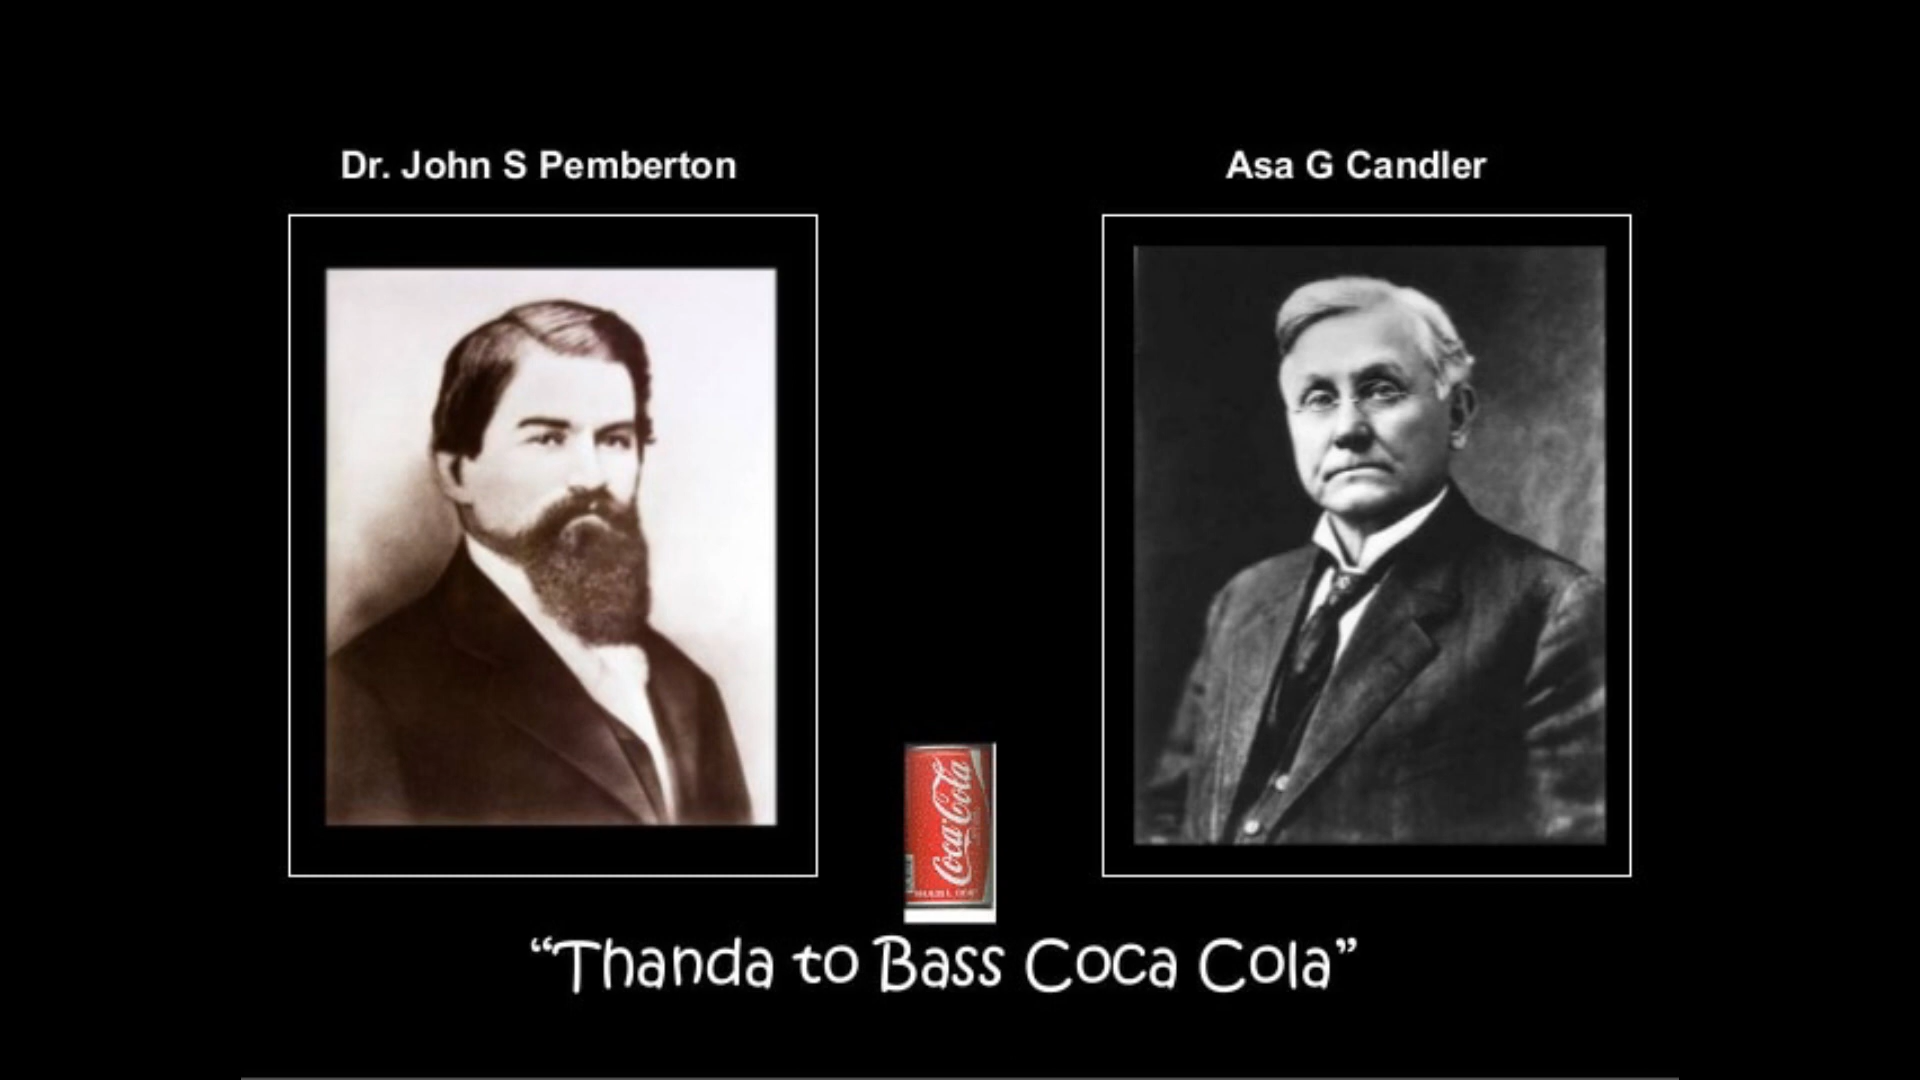 Dr. John S Pemberton
Asa G Candler
Coca-Cola
“Thanda to Bass Coca Cola”